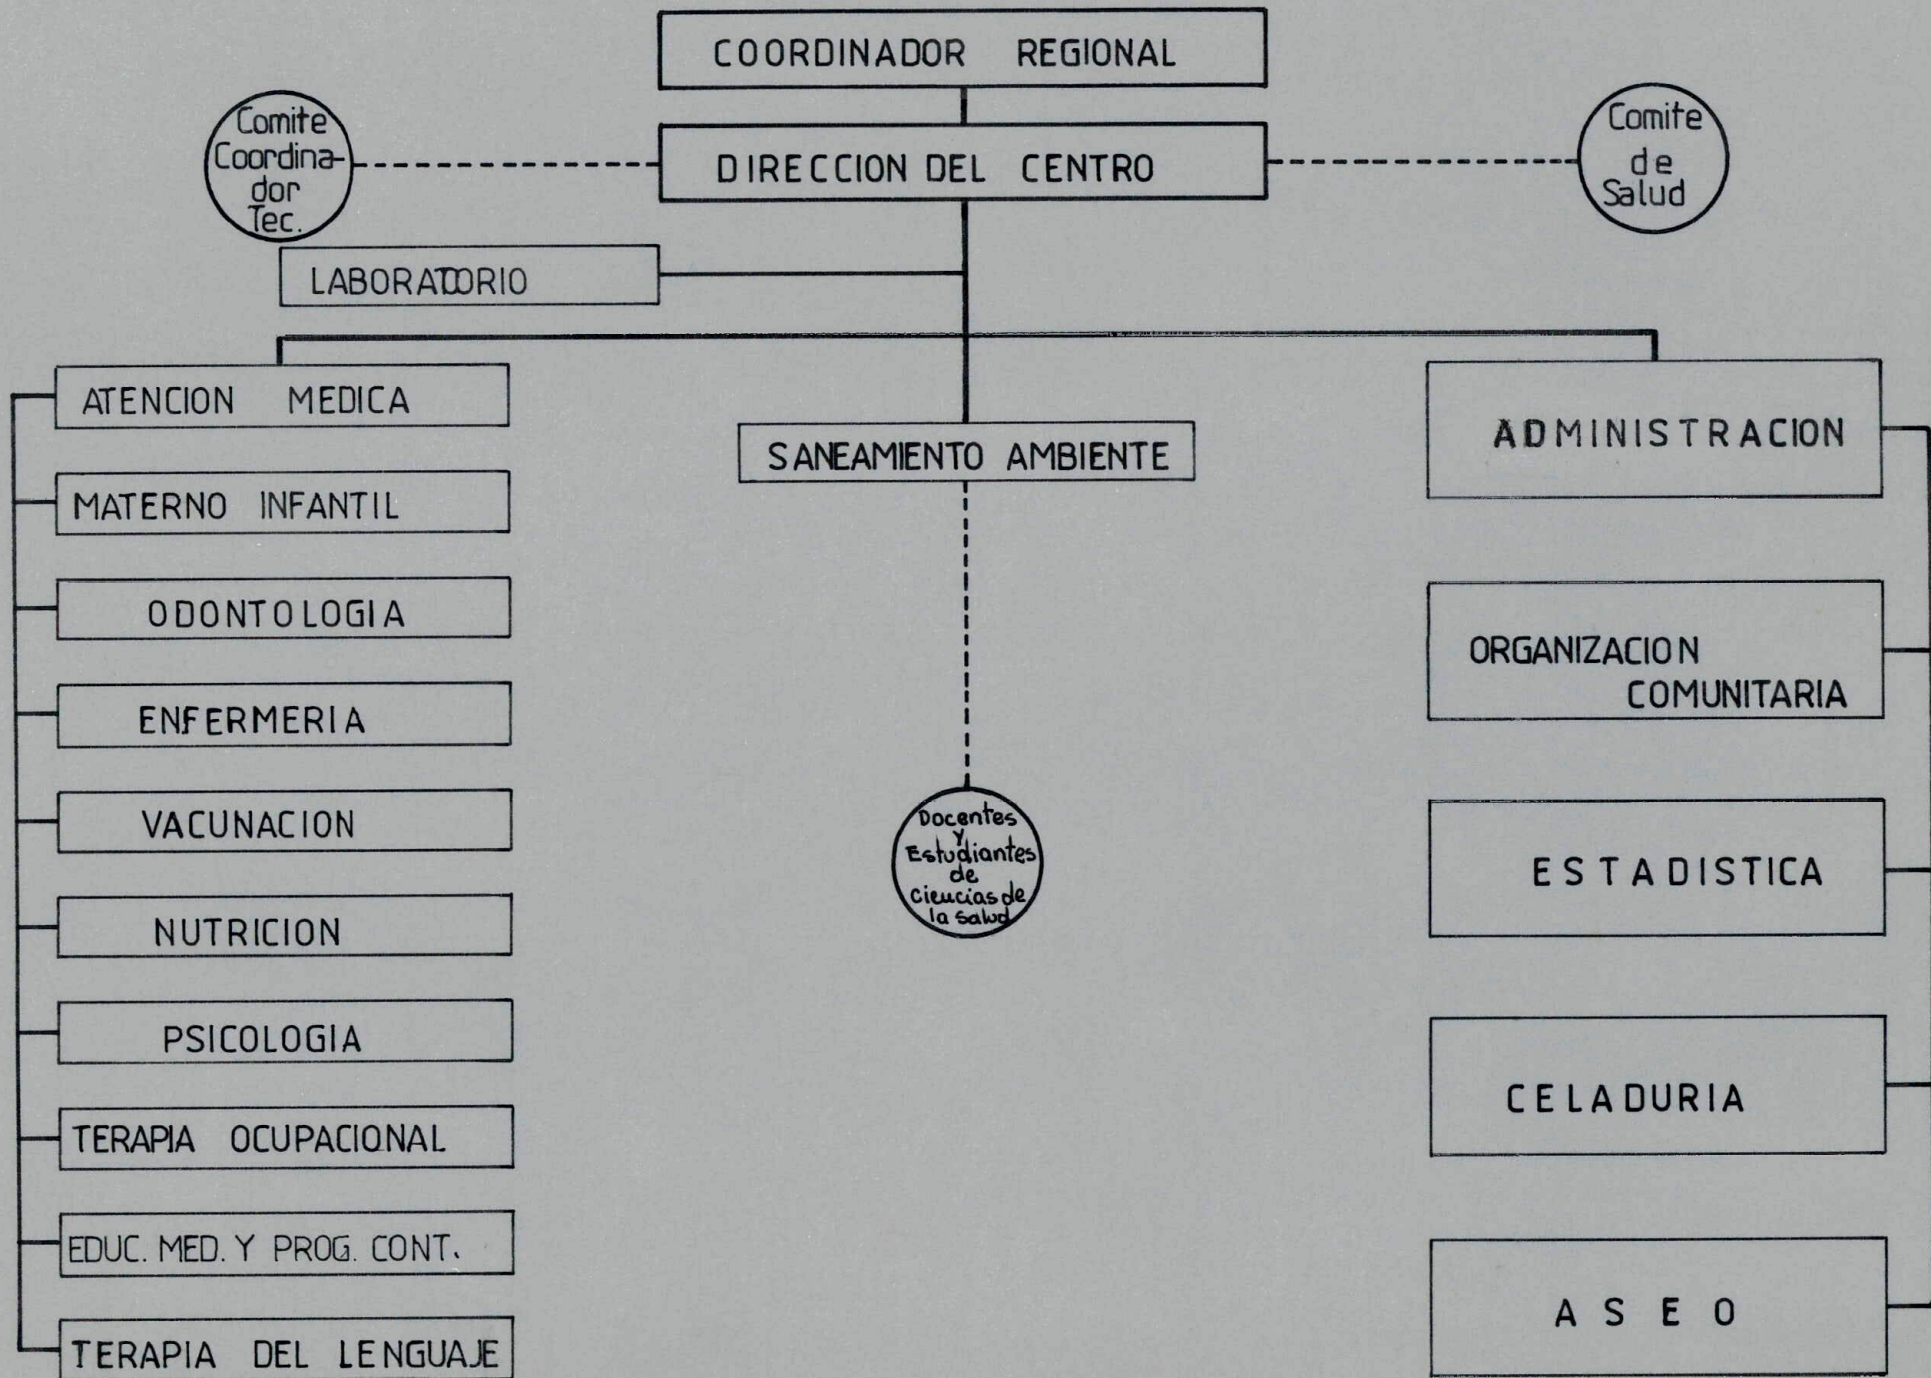 COORDINADOR REGIONAL
Comite
Coordina-
dor
Tec.
DIRECCION DEL CENTRO
Comite
de
Salud
LABORATORIO
ATENCION MEDICA
MATERNO INFANTIL
ODONTOLOGIA
ENFERMERIA
VACUNACION
NUTRICION
PSICOLOGIA
TERAPIA OCUPACIONAL
EDUC. MED. Y PROG. CONT.
TERAPIA DEL LENGUAJE
SANEAMIENTO AMBIENTE
Docentes
y
Estudiantes
de
Ciencias de
la salud
ADMINISTRACION
ORGANIZACION
COMUNITARIA
ESTADISTICA
CELADURIA
ASEO